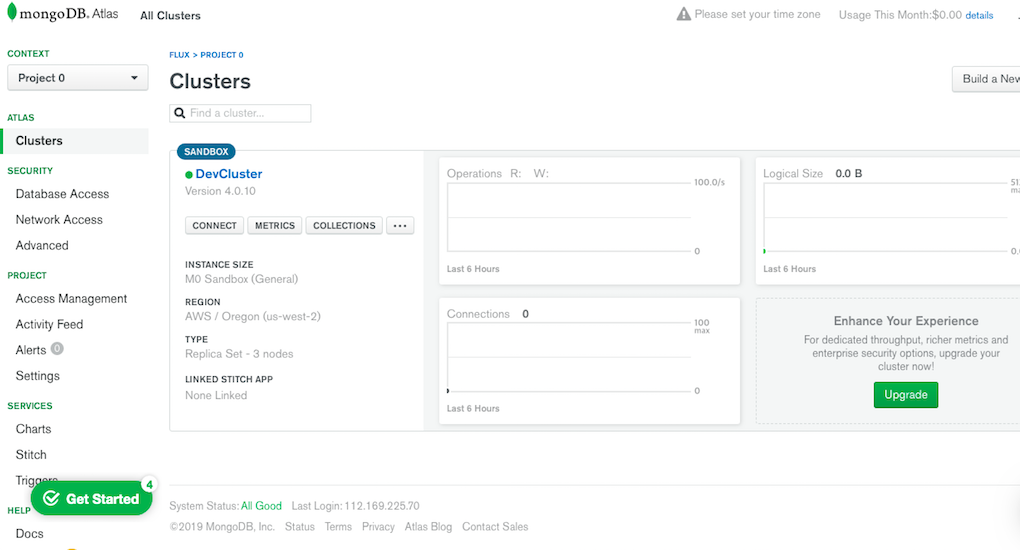 mongoDB. Atlas
All Clusters
Please set your time zone
Usage This Month:$0.00 details
CONTEXT
Project 0
ATLAS
Clusters
SECURITY
Database Access
Network Access
Advanced
PROJECT
Access Management
Activity Feed
Alerts 0
Settings
SERVICES
Charts
Stitch
Triggers
Get Started
4
HELP
Docs
FLUX > PROJECT 0
Clusters
Build a New
Find a cluster...
SANDBOX
DevCluster
Version 4.0.10
CONNECT
METRICS
COLLECTIONS
...
INSTANCE SIZE
M0 Sandbox (General)
REGION
AWS / Oregon (us-west-2)
TYPE
Replica Set - 3 nodes
LINKED STITCH APP
None Linked
Operations R: W:
100.0/s
0
Last 6 Hours
Logical Size 0.0 B
51
ma
0.
Last 6 Hours
Connections 0
100
max
0
Last 6 Hours
Enhance Your Experience
For dedicated throughput, richer metrics and
enterprise security options, upgrade your
cluster now!
Upgrade
System Status: All Good Last Login: 112.169.225.70
©2019 MongoDB, Inc. Status Terms Privacy Atlas Blog Contact Sales